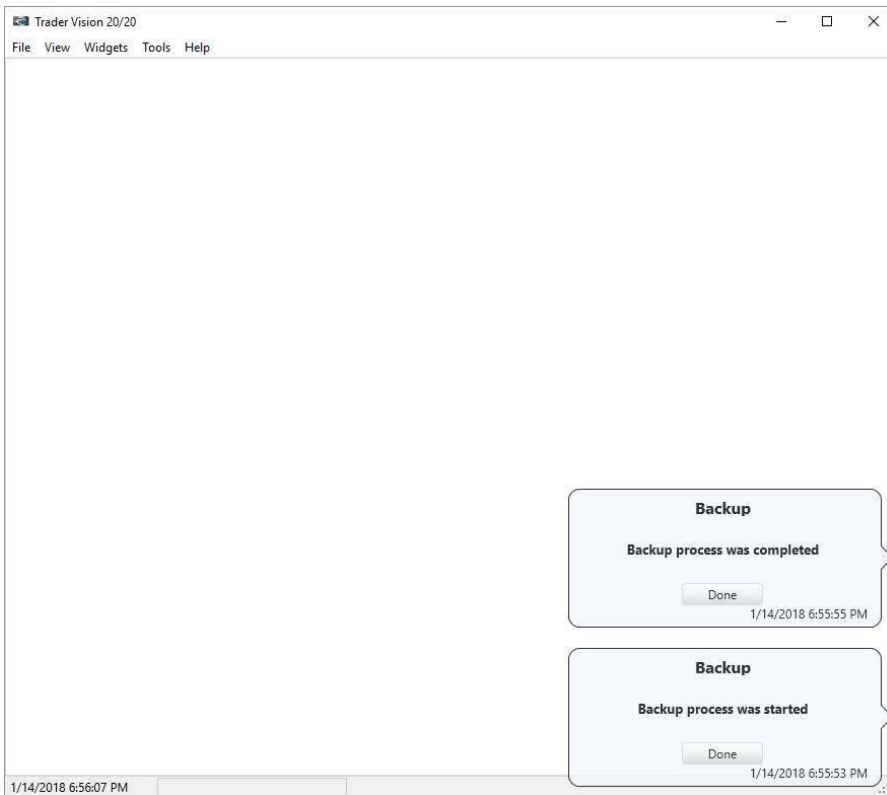 Trader Vision 20/20
File View Widgets Tools Help
Backup
Backup process was completed
Done
1/14/2018 6:55:55 PM
Backup
Backup process was started
Done
1/14/2018 6:55:53 PM
1/14/2018 6:56:07 PM